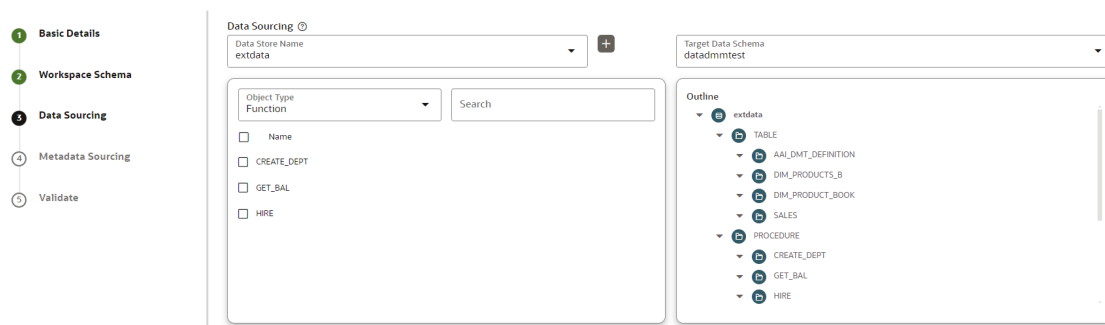 1 Basic Details
2 Workspace Schema
3 Data Sourcing
4 Metadata Sourcing
5 Validate
Data Sourcing ?
Data Store Name
extdata
+
Target Data Schema
datadmmtest
Object Type
Function
Search
Name
CREATE_DEPT
GET_BAL
HIRE
Outline
extdata
TABLE
AAI_DMT_DEFINITION
DIM_PRODUCTS_B
DIM_PRODUCT_BOOK
SALES
PROCEDURE
CREATE_DEPT
GET_BAL
HIRE